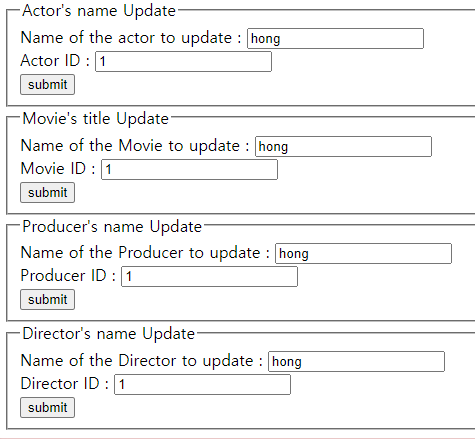 Actor's name Update
Name of the actor to update : hong
Actor ID : 1
submit
Movie's title Update
Name of the Movie to update : hong
Movie ID : 1
submit
Producer's name Update
Name of the Producer to update : hong
Producer ID : 1
submit
Director's name Update
Name of the Director to update : hong
Director ID : 1
submit